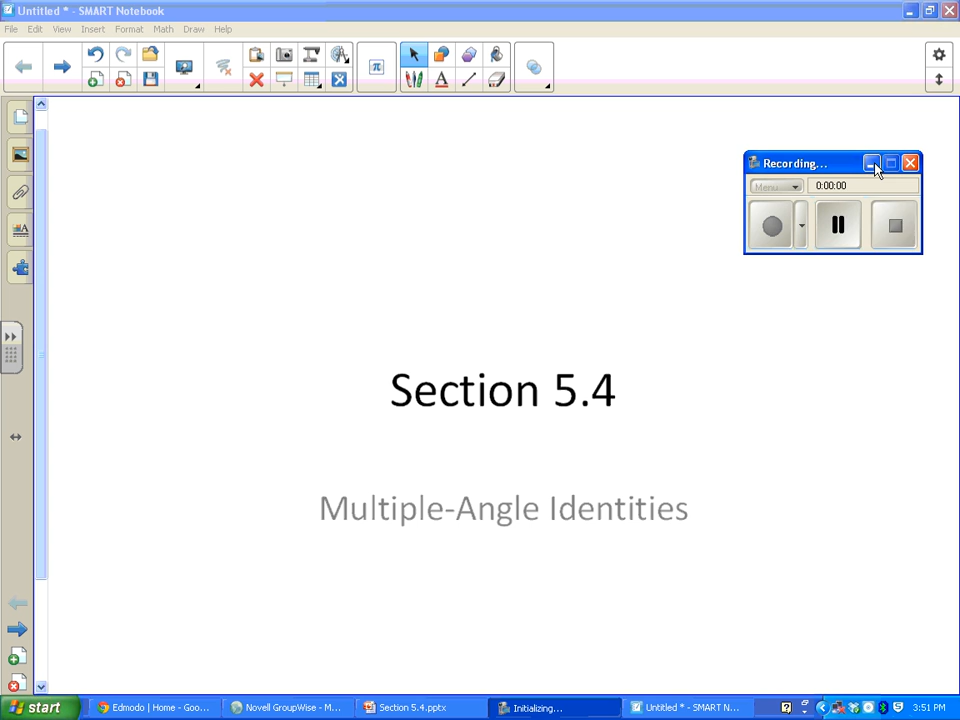 Untitled * - SMART Notebook
File Edit View Insert Format Math Draw Help
π
A
Recording...
Menu
0:00:00
Section 5.4
Multiple-Angle Identities
start
Edmodo | Home - Goo...
Novell GroupWise - M...
Section 5.4.pptx
Initializing...
Untitled * - SMART N...
3:51 PM